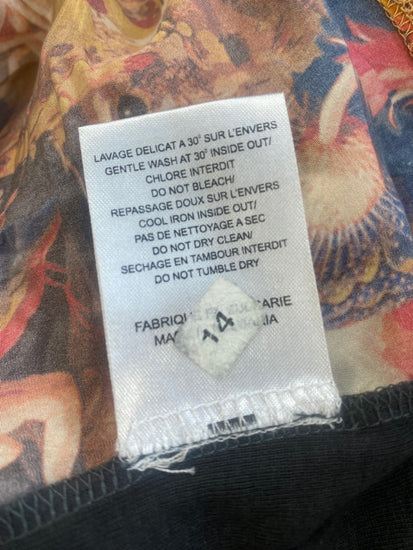 LAVAGE DELICAT A 30° SUR L'ENVERS
GENTLE WASH AT 30° INSIDE OUT/
CHLORE INTERDIT
DO NOT BLEACH/
REPASSAGE DOUX SUR L'ENVERS/
COOL IRON INSIDE OUT/
PAS DE NETTOYAGE A SEC
DO NOT DRY CLEAN/
SECHAGE EN TAMBOUR INTERDIT
DO NOT TUMBLE DRY
FABRIQUE
14